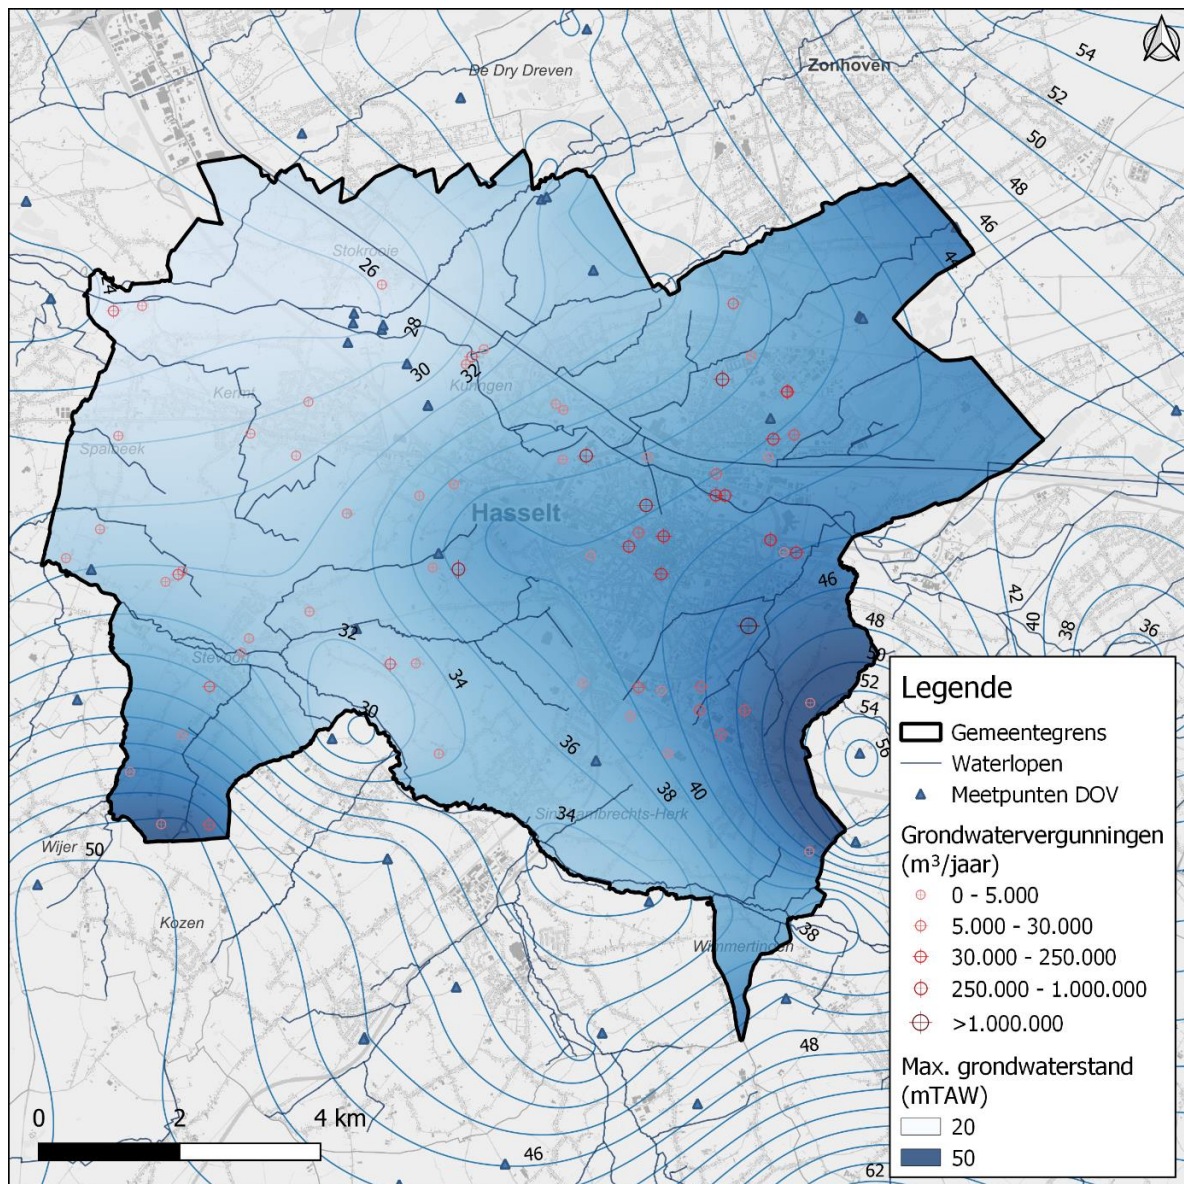 54
De Dry Dreven
Zonhoven
52
50
48
46
44
Stokrooie
26
24
28
30
32
Kuringen
Kermt
Spalbeek
Hasselt
46
42
40
38
36
48
50
52
54
56
32
Stevoort
34
30
36
38
40
34
Sint-Lambrechts-Herk
Wijer
50
Kozen
Wimmertingen
38
48
46
62
0 2 4 km
Legende
Gemeentegrens
Waterlopen
Meetpunten DOV
Grondwatervergunningen
(m³/jaar)
0 - 5.000
5.000 - 30.000
30.000 - 250.000
250.000 - 1.000.000
>1.000.000
Max. grondwaterstand
(mTAW)
20
50